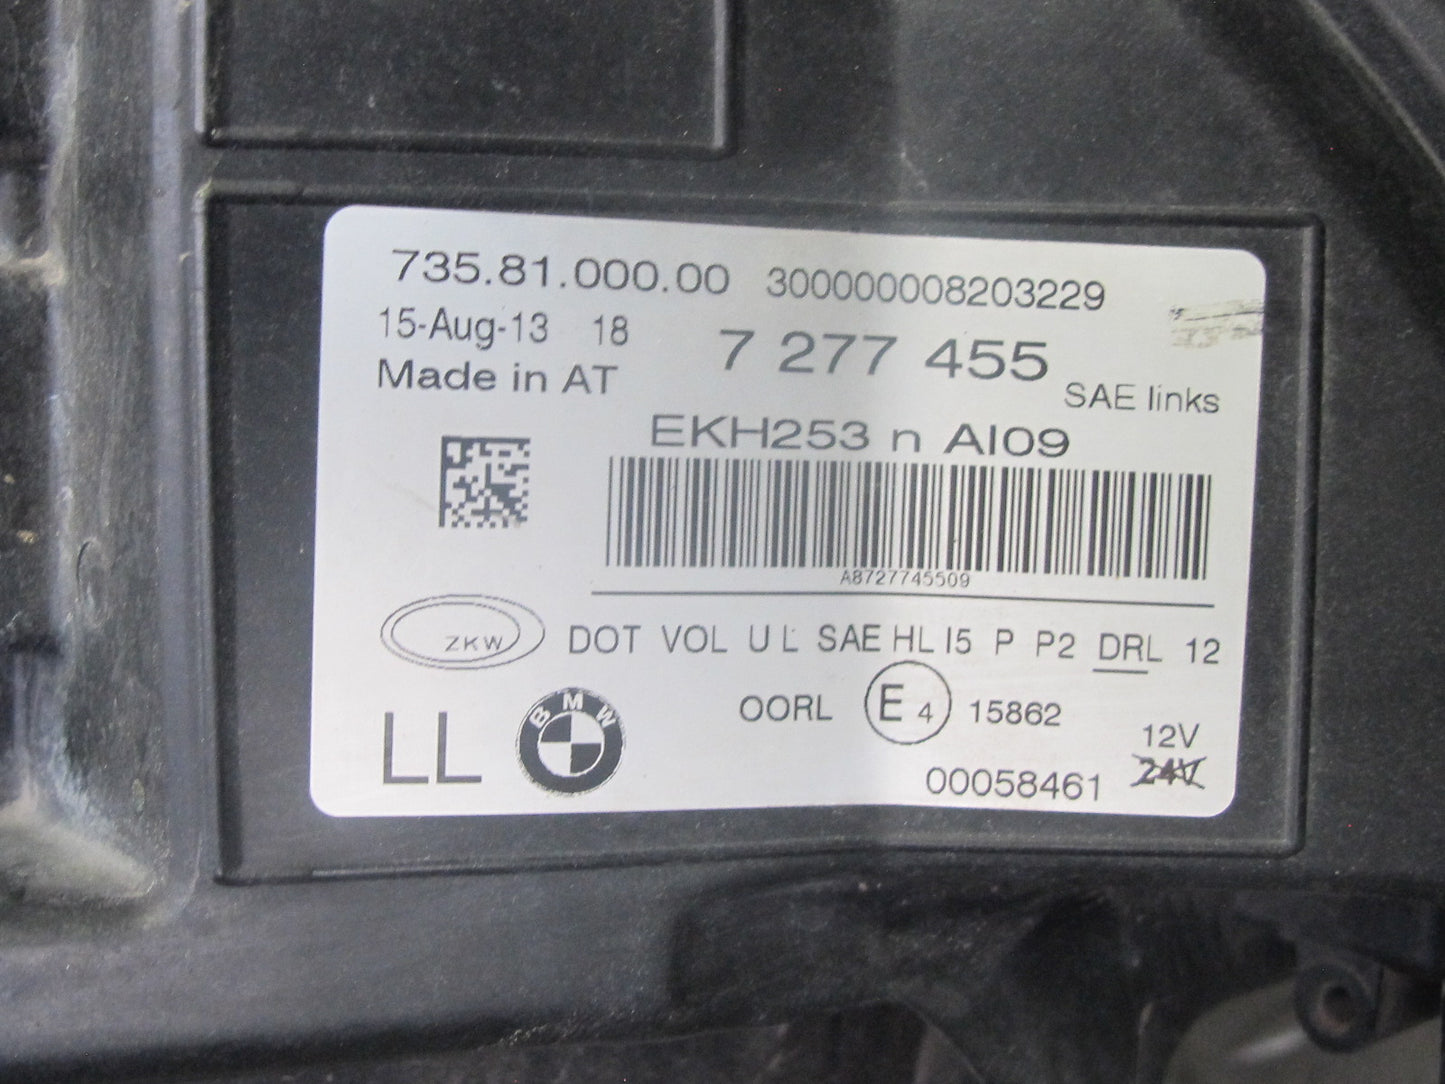 735.81.000.00 300000008203229
15-Aug-13 18 7 277 455
Made in AT SAE links
EKH253 n AI09
A8727745509
ZKW DOT VOL U L SAE HL I5 P P2 DRL 12
OORL E 4 15862
LL BMW 12V
00058461 24V